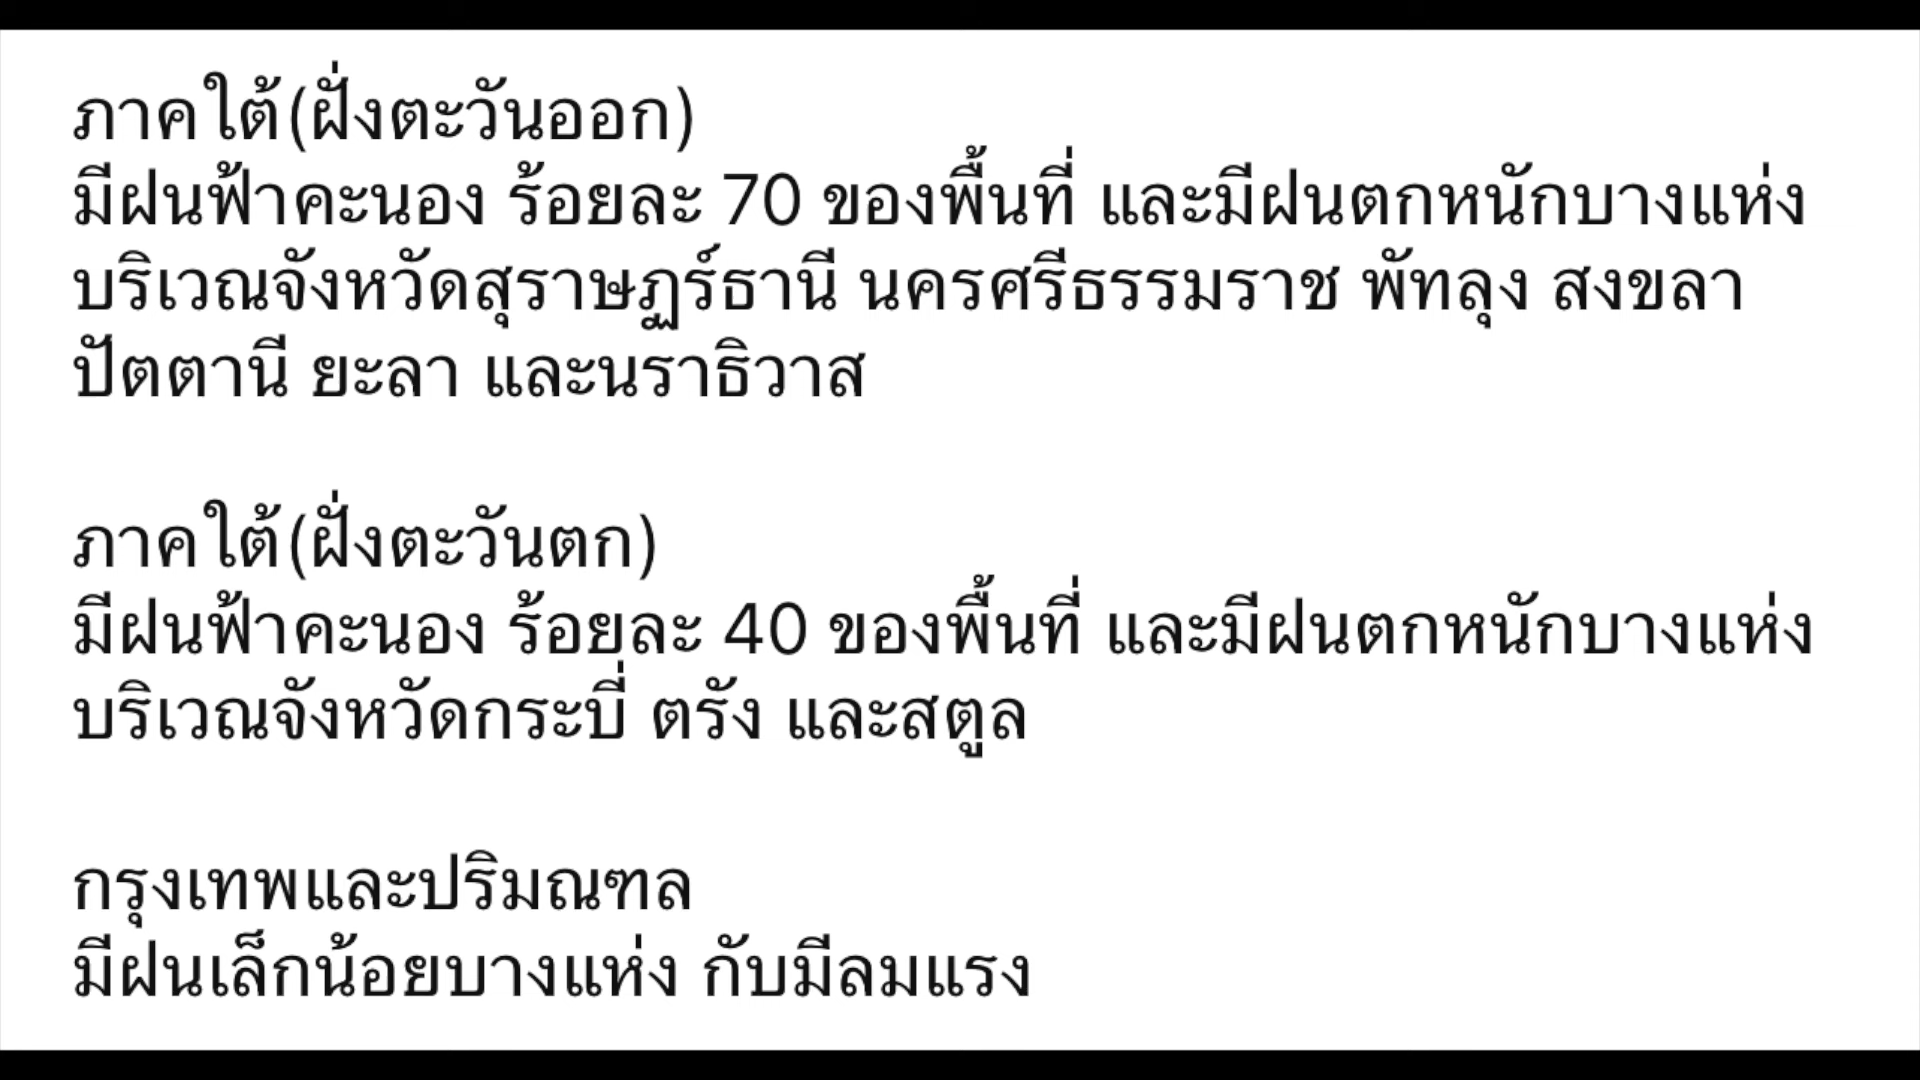 ภาคใต้(ฝั่งตะวันออก)
มีฝนฟ้าคะนอง ร้อยละ 70 ของพื้นที่ และมีฝนตกหนักบางแห่ง
บริเวณจังหวัดสุราษฏร์ธานี นครศรีธรรมราช พัทลุง สงขลา
ปัตตานี ยะลา และนราธิวาส
ภาคใต้(ฝั่งตะวันตก)
มีฝนฟ้าคะนอง ร้อยละ 40 ของพื้นที่ และมีฝนตกหนักบางแห่ง
บริเวณจังหวัดกระบี่ ตรัง และสตูล
กรุงเทพและปริมณฑล
มีฝนเล็กน้อยบางแห่ง กับมีลมแรง